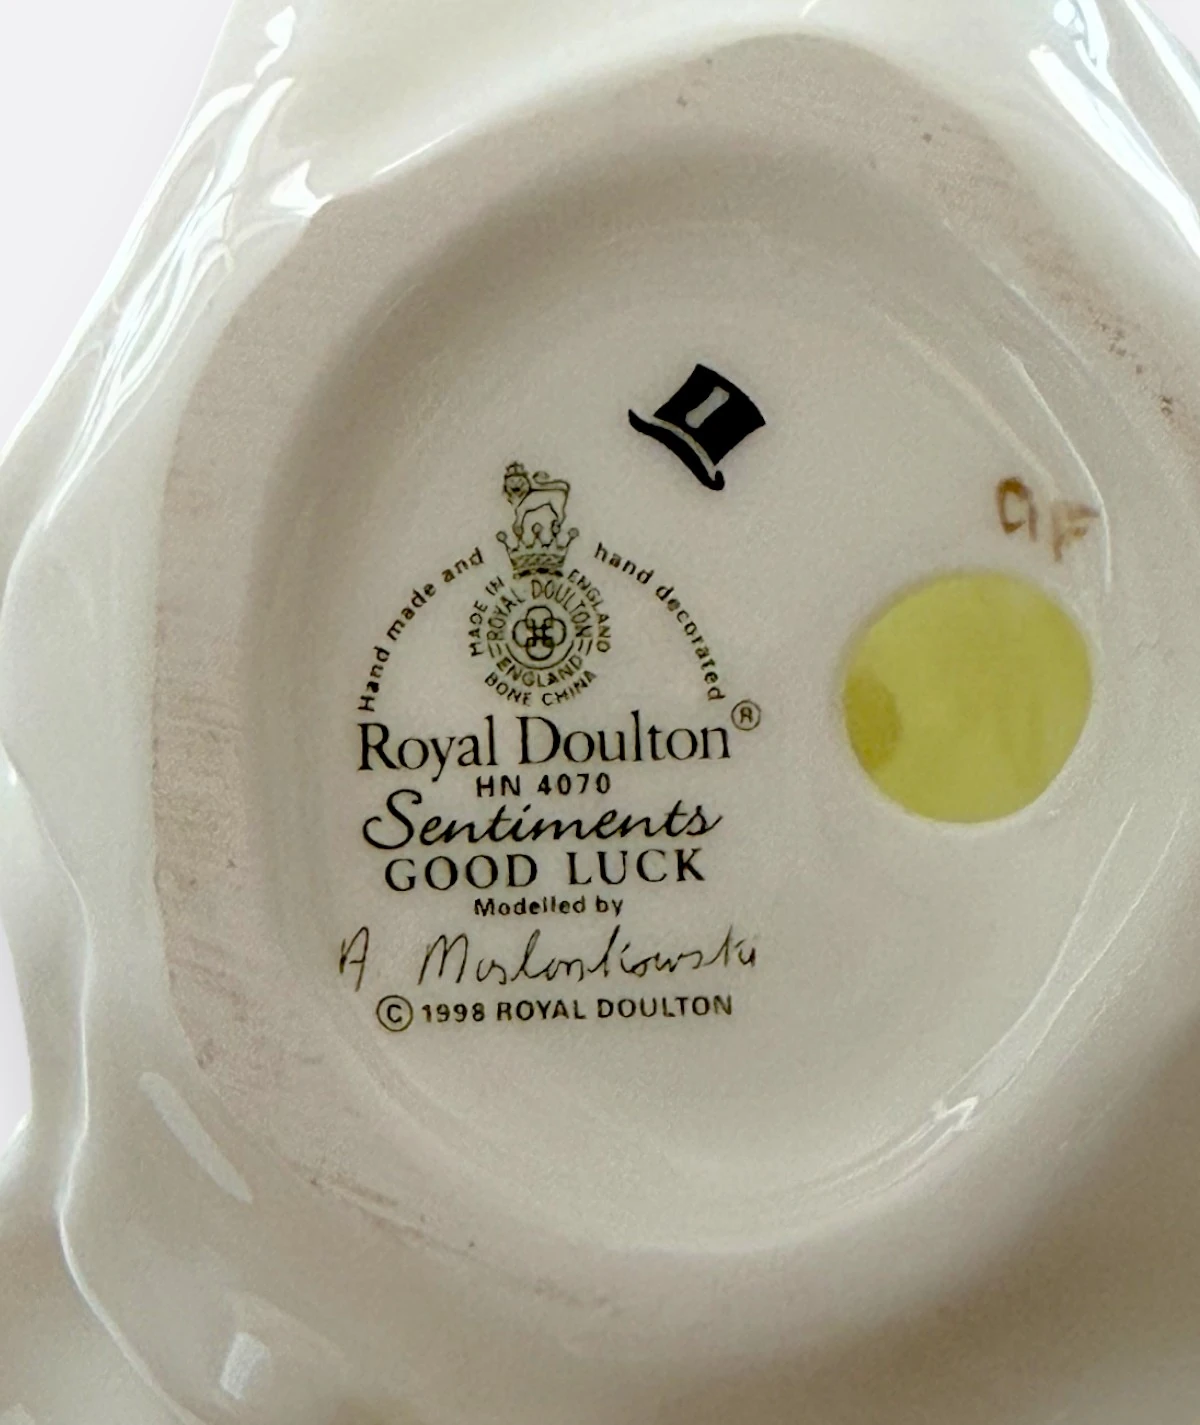 Hand made and hand decorated
MADE IN ENGLAND
ROYAL DOULTON
ENGLAND
BONE CHINA
Royal Doulton®
HN 4070
Sentiments
GOOD LUCK
Modelled by
A Maslankowski
© 1998 ROYAL DOULTON